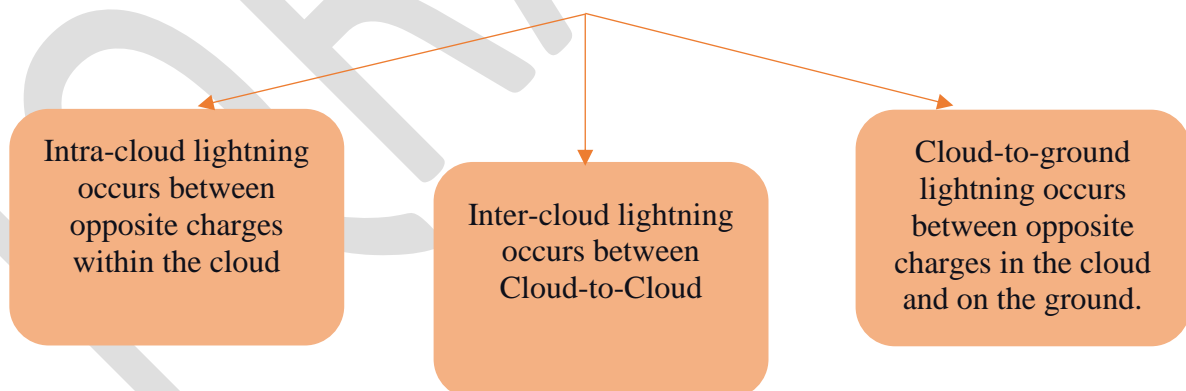 Intra-cloud lightning
occurs between
opposite charges
within the cloud
Inter-cloud lightning
occurs between
Cloud-to-Cloud
Cloud-to-ground
lightning occurs
between opposite
charges in the cloud
and on the ground.